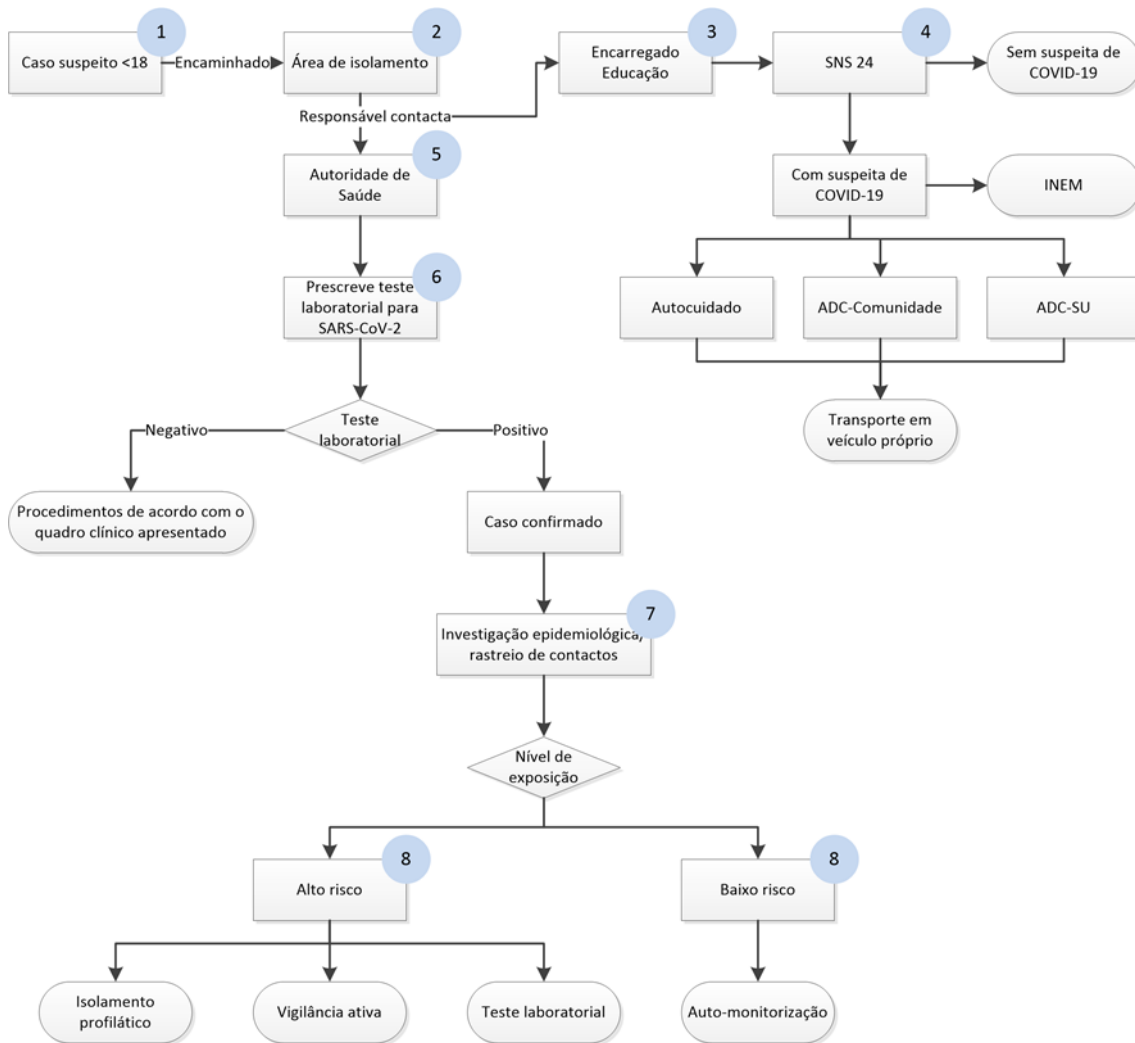 1
2
3
4
Caso suspeito <18
Encaminhado
Área de isolamento
Encarregado
Educação
SNS 24
Sem suspeita de
COVID-19
Responsável contacta
5
Autoridade de
Saúde
Com suspeita de
COVID-19
INEM
6
Prescreve teste
laboratorial para
SARS-CoV-2
Autocuidado
ADC-Comunidade
ADC-SU
Teste
laboratorial
Negativo
Positivo
Transporte em
veículo próprio
Procedimentos de acordo com o
quadro clínico apresentado
Caso confirmado
7
Investigação epidemiológica,
rastreio de contactos
Nível de
exposição
8
Alto risco
8
Baixo risco
Isolamento
profilático
Vigilância ativa
Teste laboratorial
Auto-monitorização